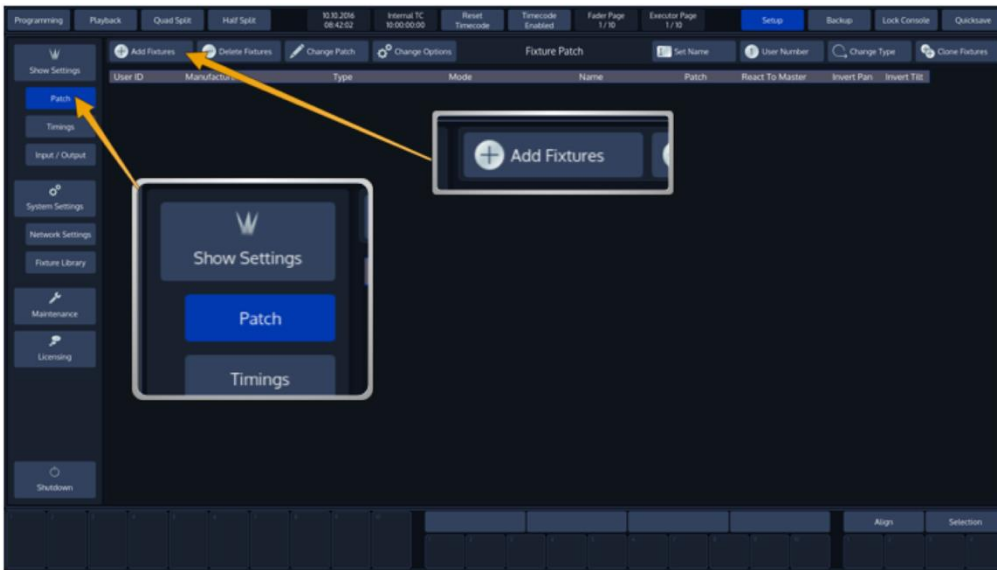 Programming Playback Quad Split Half Split 10.10.2016 Internal TC Reset Timecode Fader Page Executor Page Setup Backup Lock Console Quicksave
08:42:02 10:00:00:00 Timecode Enabled 1 / 10 1 / 10
Add Fixtures Delete Fixtures Change Patch Change Options Fixture Patch Set Name User Number Change Type Clone Fixtures
User ID Type Mode Name Patch React To Master Invert Pan Invert Tilt
Show Settings
Patch
Timings
Input / Output
System Settings
Network Settings
Fixture Library
Maintenance
Licensing
Shutdown
Add Fixtures
Show Settings
Patch
Timings
Align Selection